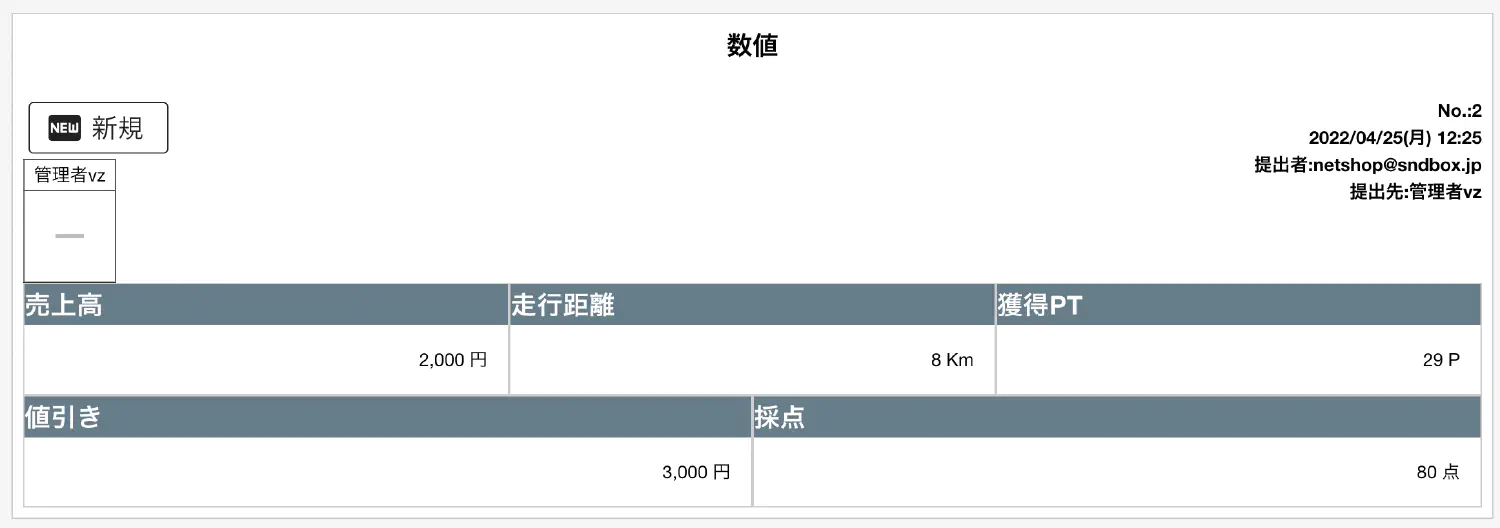 数値
NEW 新規
No.:2
2022/04/25(月) 12:25
提出者:netshop@sndbox.jp
提出先:管理者vz
管理者vz
—
売上高 走行距離 獲得PT
2,000 円 8 Km 29 P
値引き 採点
3,000 円 80 点